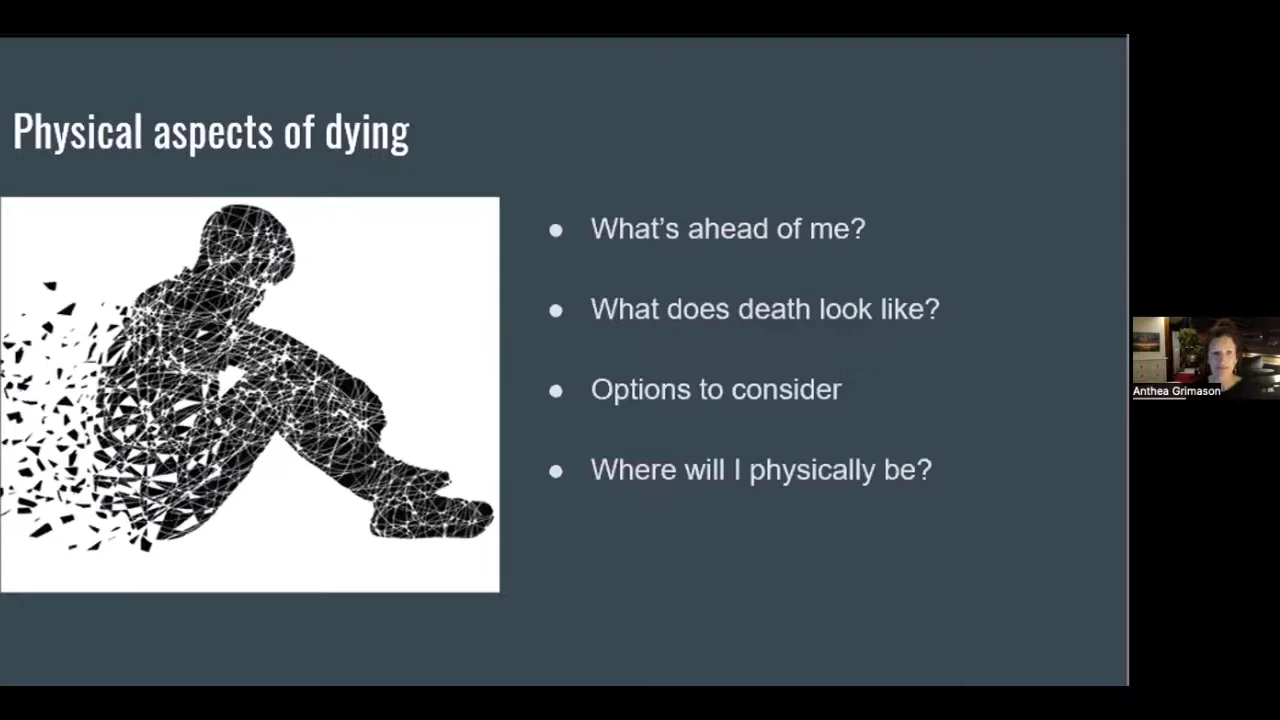 Physical aspects of dying
● What’s ahead of me?
● What does death look like?
● Options to consider
● Where will I physically be?
Anthea Grimason